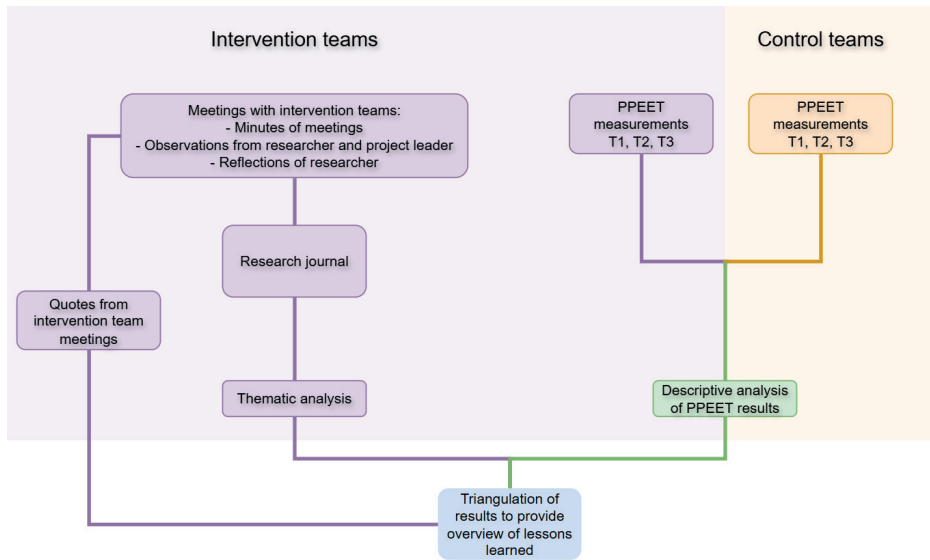 Intervention teams
Control teams
Meetings with intervention teams:
- Minutes of meetings
- Observations from researcher and project leader
- Reflections of researcher
PPEET
measurements
T1, T2, T3
PPEET
measurements
T1, T2, T3
Research journal
Quotes from
intervention team
meetings
Thematic analysis
Descriptive analysis
of PPEET results
Triangulation of
results to provide
overview of lessons
learned